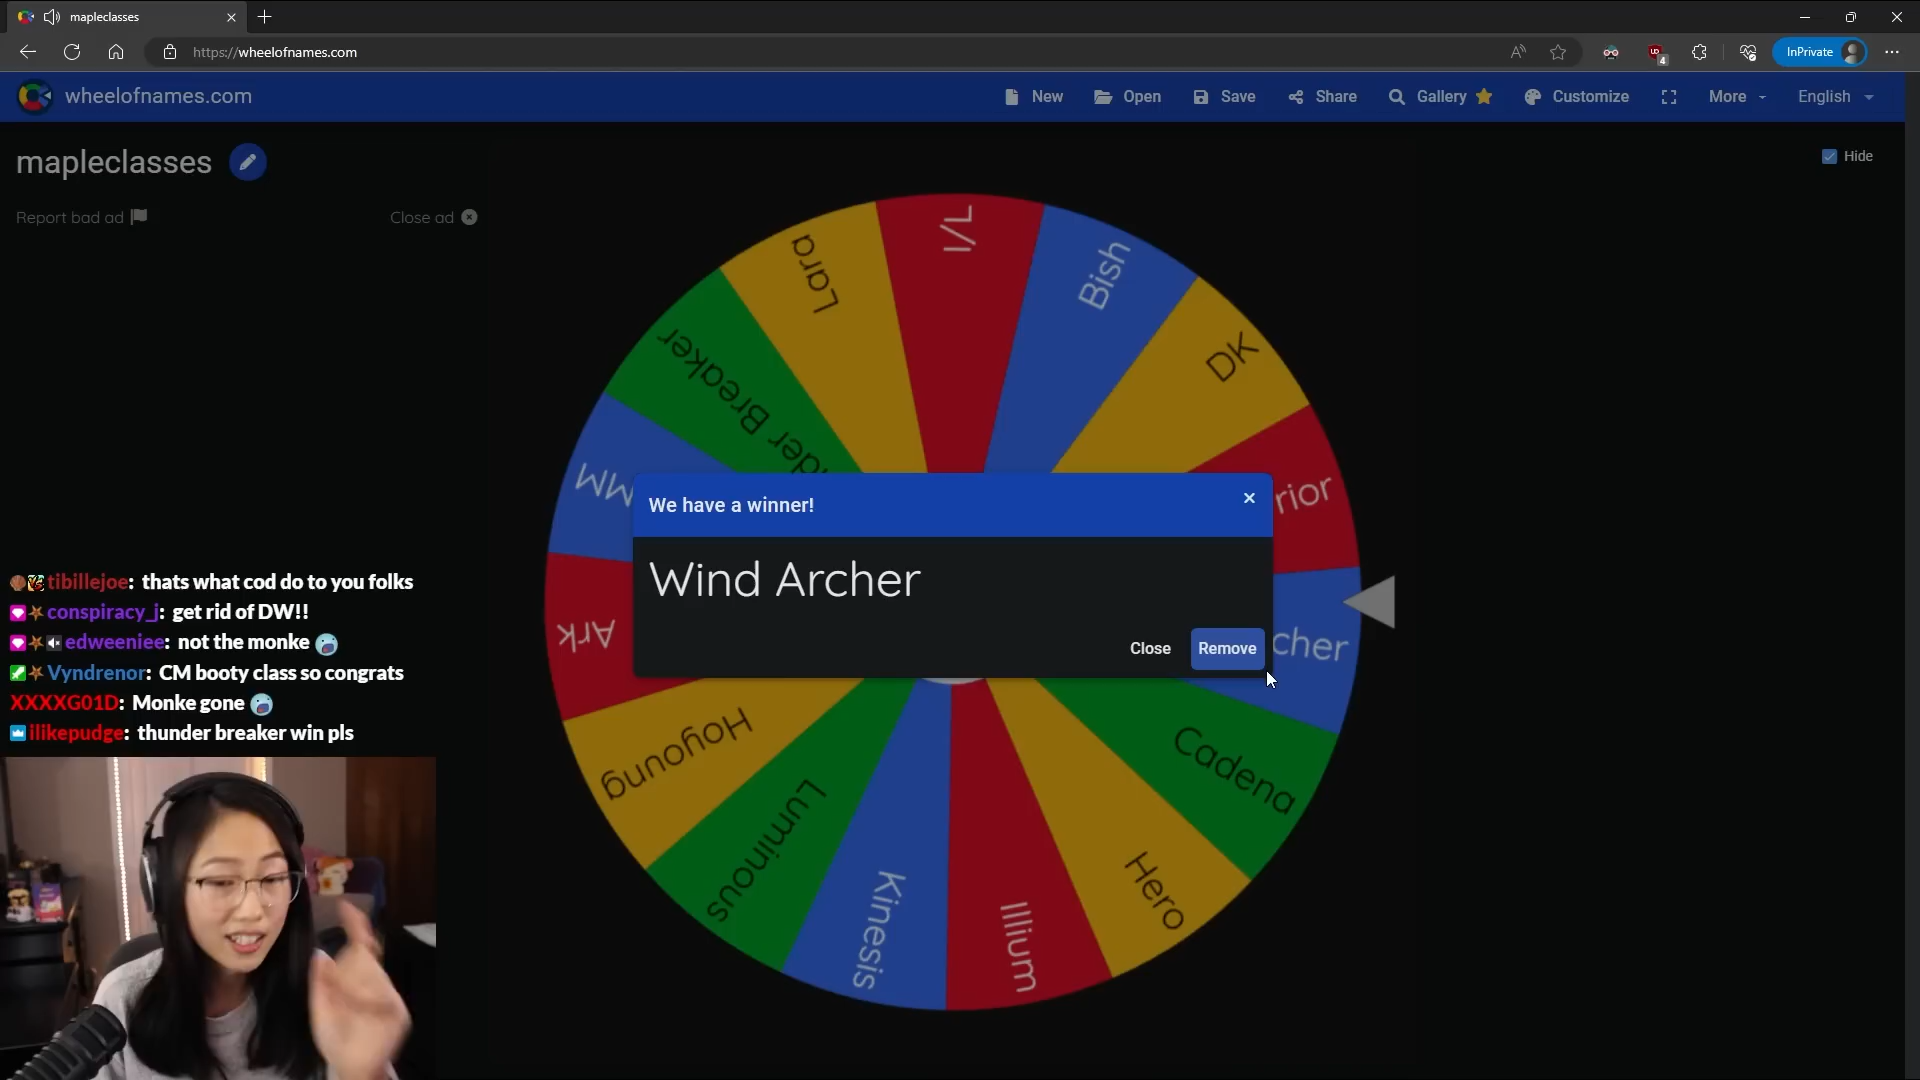 mapleclasses
https://wheelofnames.com
InPrivate
4
wheelofnames.com
New
Open
Save
Share
Gallery
Customize
More
English
mapleclasses
Hide
Report bad ad
Close ad
I/L
Bish
DK
rior
cher
Cadena
Hero
Illium
Kinesis
Luminous
Hoyoung
Ark
MM
der Breaker
Lara
We have a winner!
Wind Archer
Close
Remove
tibillejoe: thats what cod do to you folks
conspiracy_j: get rid of DW!!
edweeniee: not the monke
Vyndrenor: CM booty class so congrats
XXXXG01D: Monke gone
ilikepudge: thunder breaker win pls